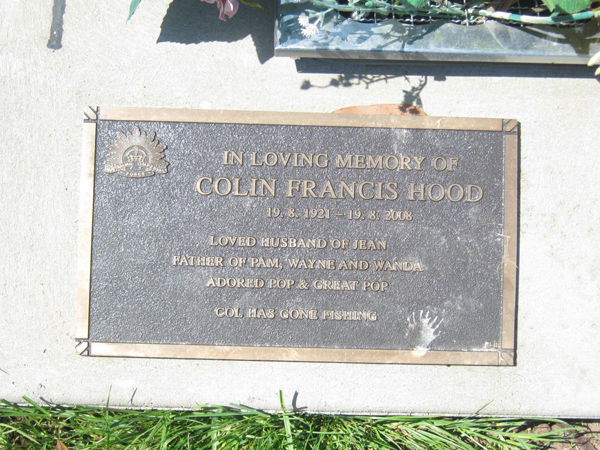 IN LOVING MEMORY OF
COLIN FRANCIS HOOD
19. 8. 1921 – 19. 8. 2008
LOVED HUSBAND OF JEAN
FATHER OF PAM, WAYNE AND WANDA
ADORED POP & GREAT POP
COL HAS GONE FISHING